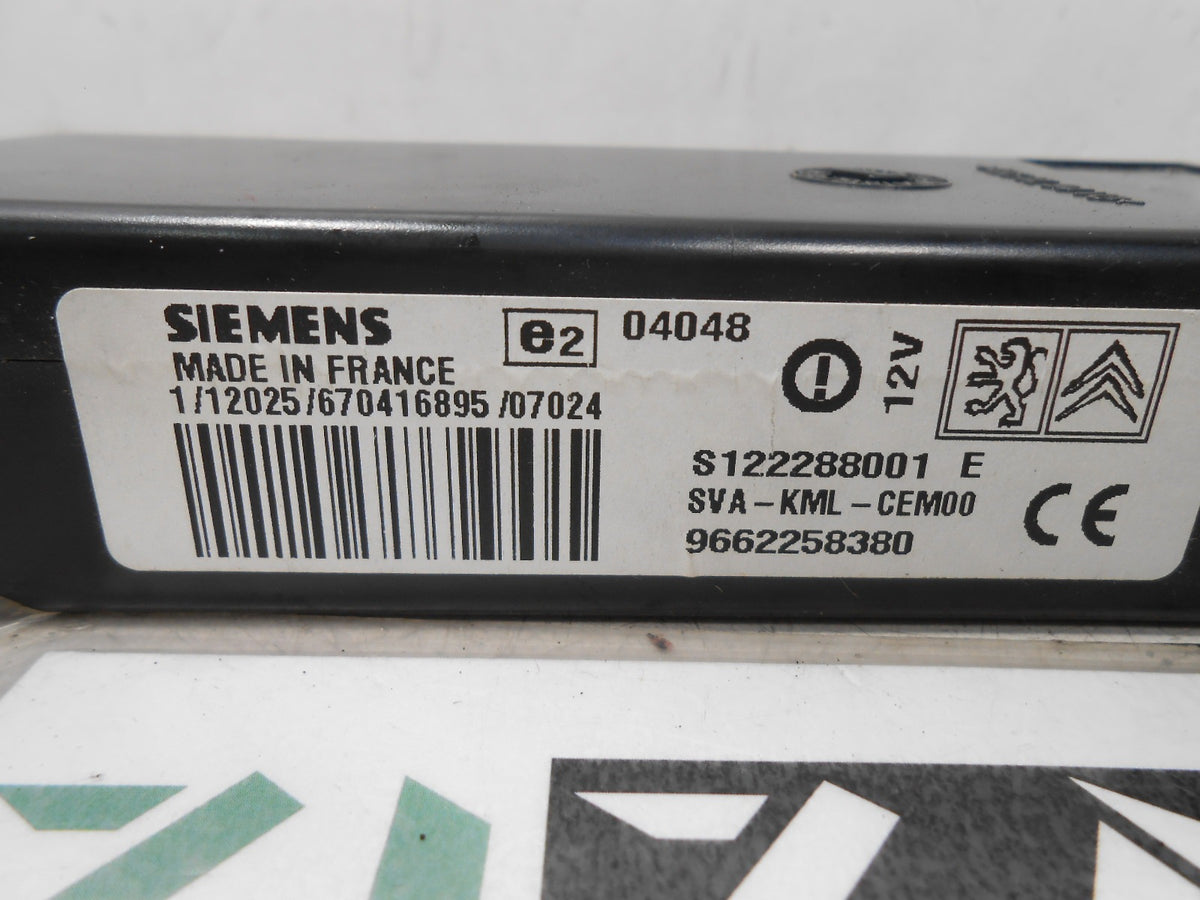 SIEMENS
MADE IN FRANCE
1/12025/670416895/07024
e2 04048
12V
S122288001 E
SVA-KML-CEM00
9662258380
CE